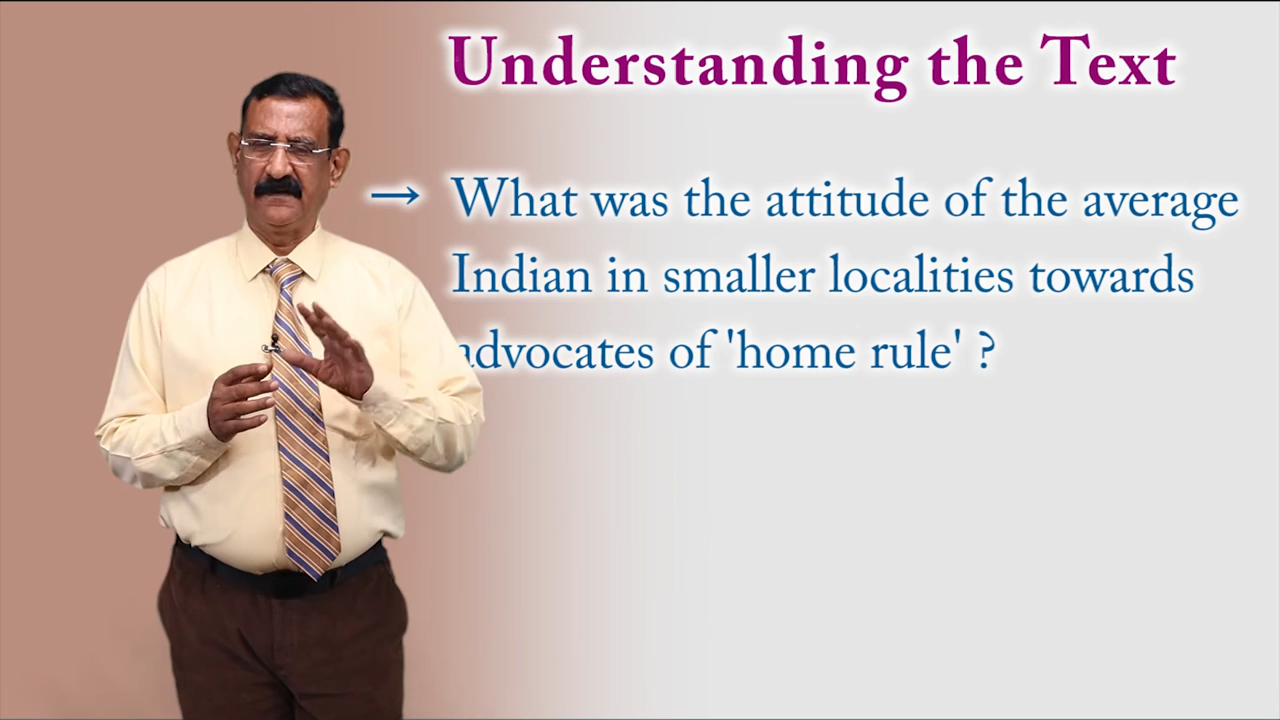 Understanding the Text
→ What was the attitude of the average
Indian in smaller localities towards
advocates of 'home rule' ?